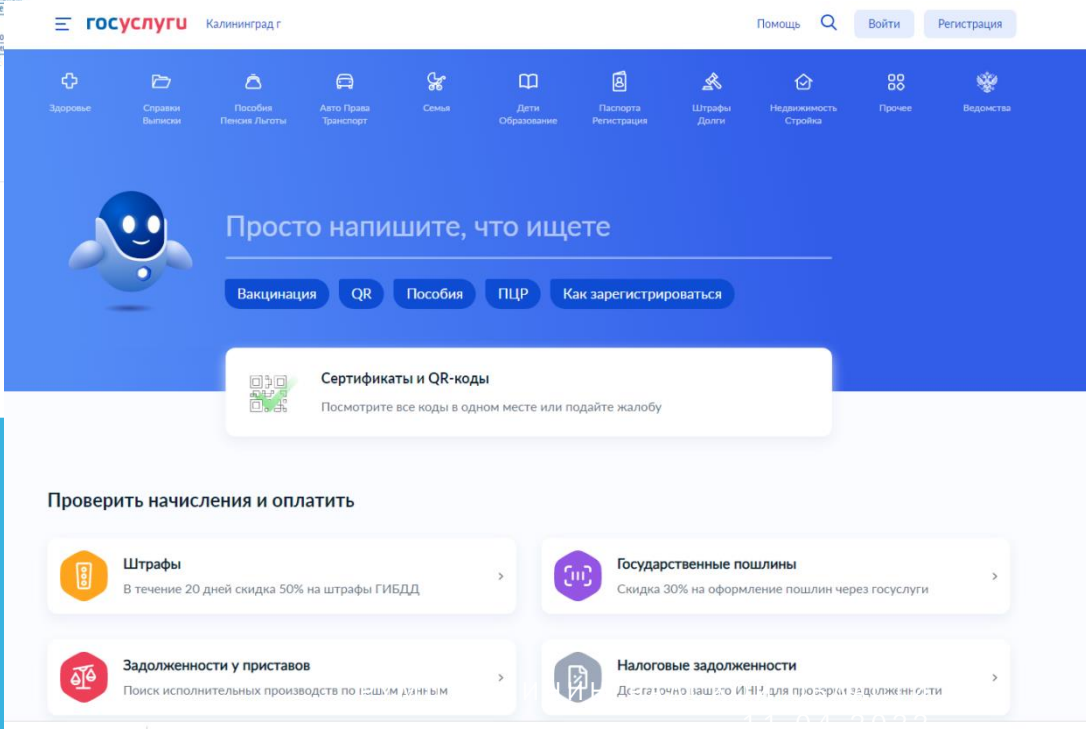 госуслуги Калининград г Помощь Войти Регистрация
Здоровье
Справки
Выписки
Пособия
Пенсия Льготы
Авто Права
Транспорт
Семья
Дети
Образование
Паспорта
Регистрация
Штрафы
Долги
Недвижимость
Стройка
Прочее
Ведомства
Просто напишите, что ищете
Вакцинация QR Пособия ПЦР Как зарегистрироваться
Сертификаты и QR-коды
Посмотрите все коды в одном месте или подайте жалобу
Проверить начисления и оплатить
Штрафы
В течение 20 дней скидка 50% на штрафы ГИБДД
Государственные пошлины
Скидка 30% на оформление пошлин через госуслуги
Задолженности у приставов
Поиск исполнительных производств по вашим данным
Налоговые задолженности
Достаточно вашего ИНН для проверки задолженности